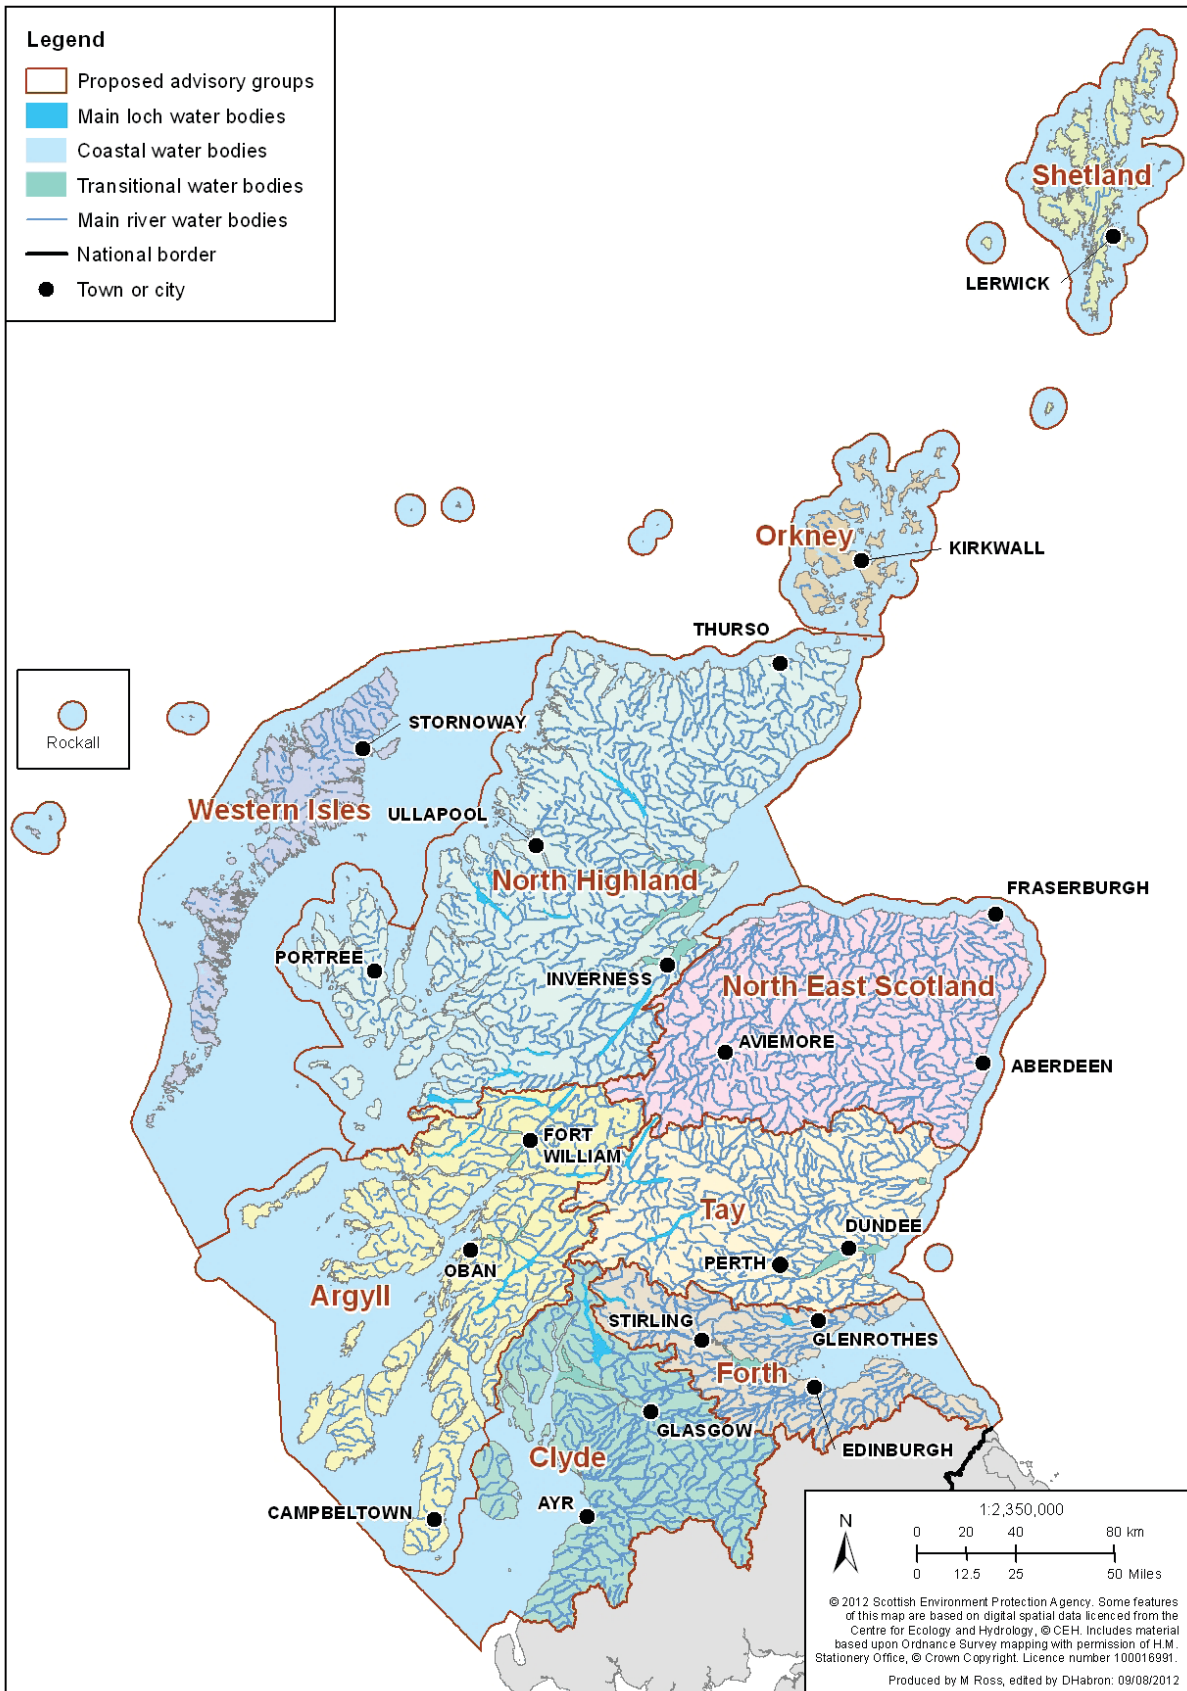 Legend
Proposed advisory groups
Main loch water bodies
Coastal water bodies
Transitional water bodies
Main river water bodies
National border
Town or city
Shetland
LERWICK
Orkney
KIRKWALL
THURSO
Rockall
STORNOWAY
Western Isles
ULLAPOOL
North Highland
FRASERBURGH
PORTREE
INVERNESS
North East Scotland
AVIEMORE
ABERDEEN
FORT
WILLIAM
Tay
DUNDEE
PERTH
OBAN
Argyll
STIRLING
GLENROTHES
Forth
GLASGOW
EDINBURGH
Clyde
CAMPBELTOWN
AYR
N
1:2,350,000
0 20 40 80 km
0 12.5 25 50 Miles
© 2012 Scottish Environment Protection Agency. Some features
of this map are based on digital spatial data licenced from the
Centre for Ecology and Hydrology, © CEH. Includes material
based upon Ordnance Survey mapping with permission of H.M.
Stationery Office, © Crown Copyright. Licence number 100016991.
Produced by M Ross, edited by DHabron: 09/08/2012